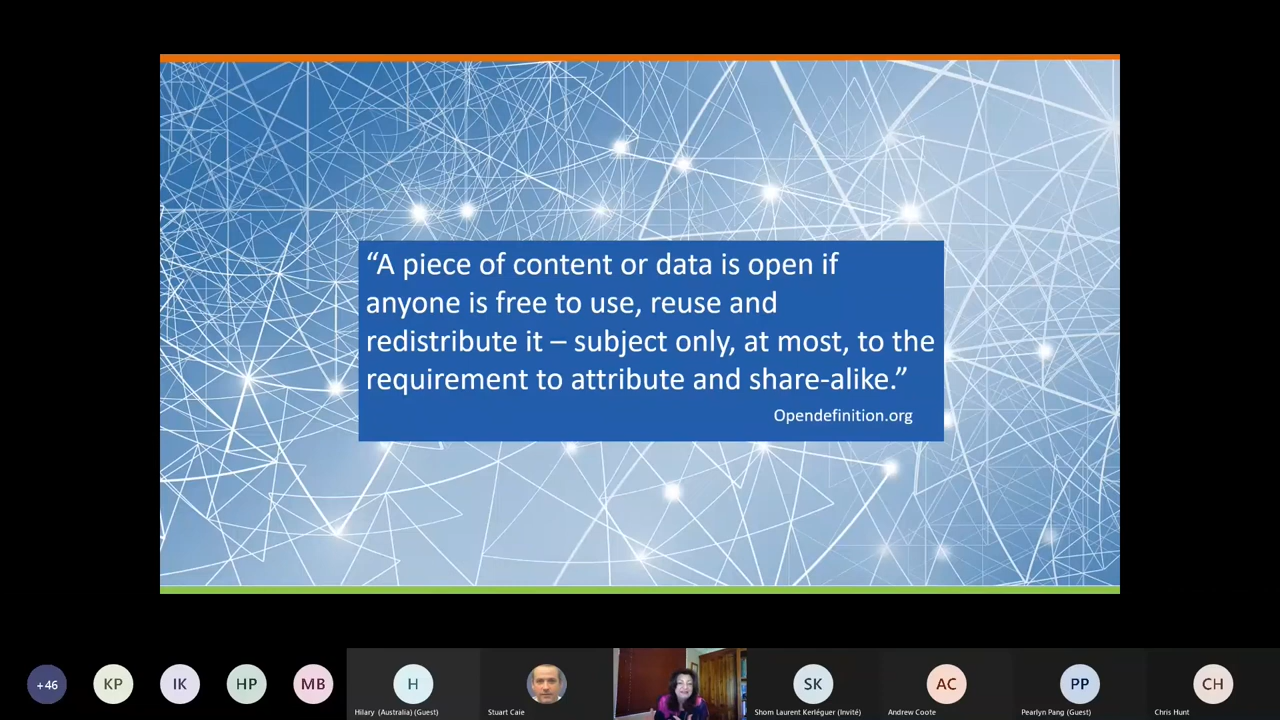 “A piece of content or data is open if
anyone is free to use, reuse and
redistribute it – subject only, at most, to the
requirement to attribute and share-alike.”
Opendefinition.org
+46
KP
IK
HP
MB
H
SK
AC
PP
CH
Hilary (Australia) (Guest)
Stuart Caie
Shom Laurent Kerléguer (Invité)
Andrew Coote
Pearlyn Pang (Guest)
Chris Hunt